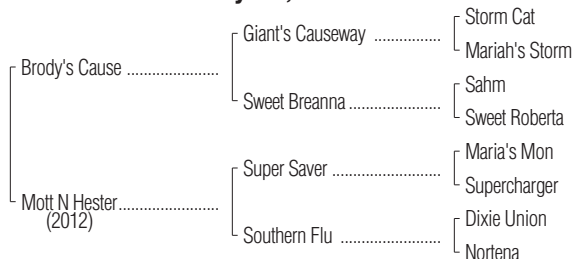 Storm Cat
Giant's Causeway ................
Mariah's Storm
Brody's Cause ......................
Sahm
Sweet Breanna ......................
Sweet Roberta
Maria's Mon
Super Saver ..........................
Supercharger
Mott N Hester ........................
(2012)
Dixie Union
Southern Flu ........................
Nortena